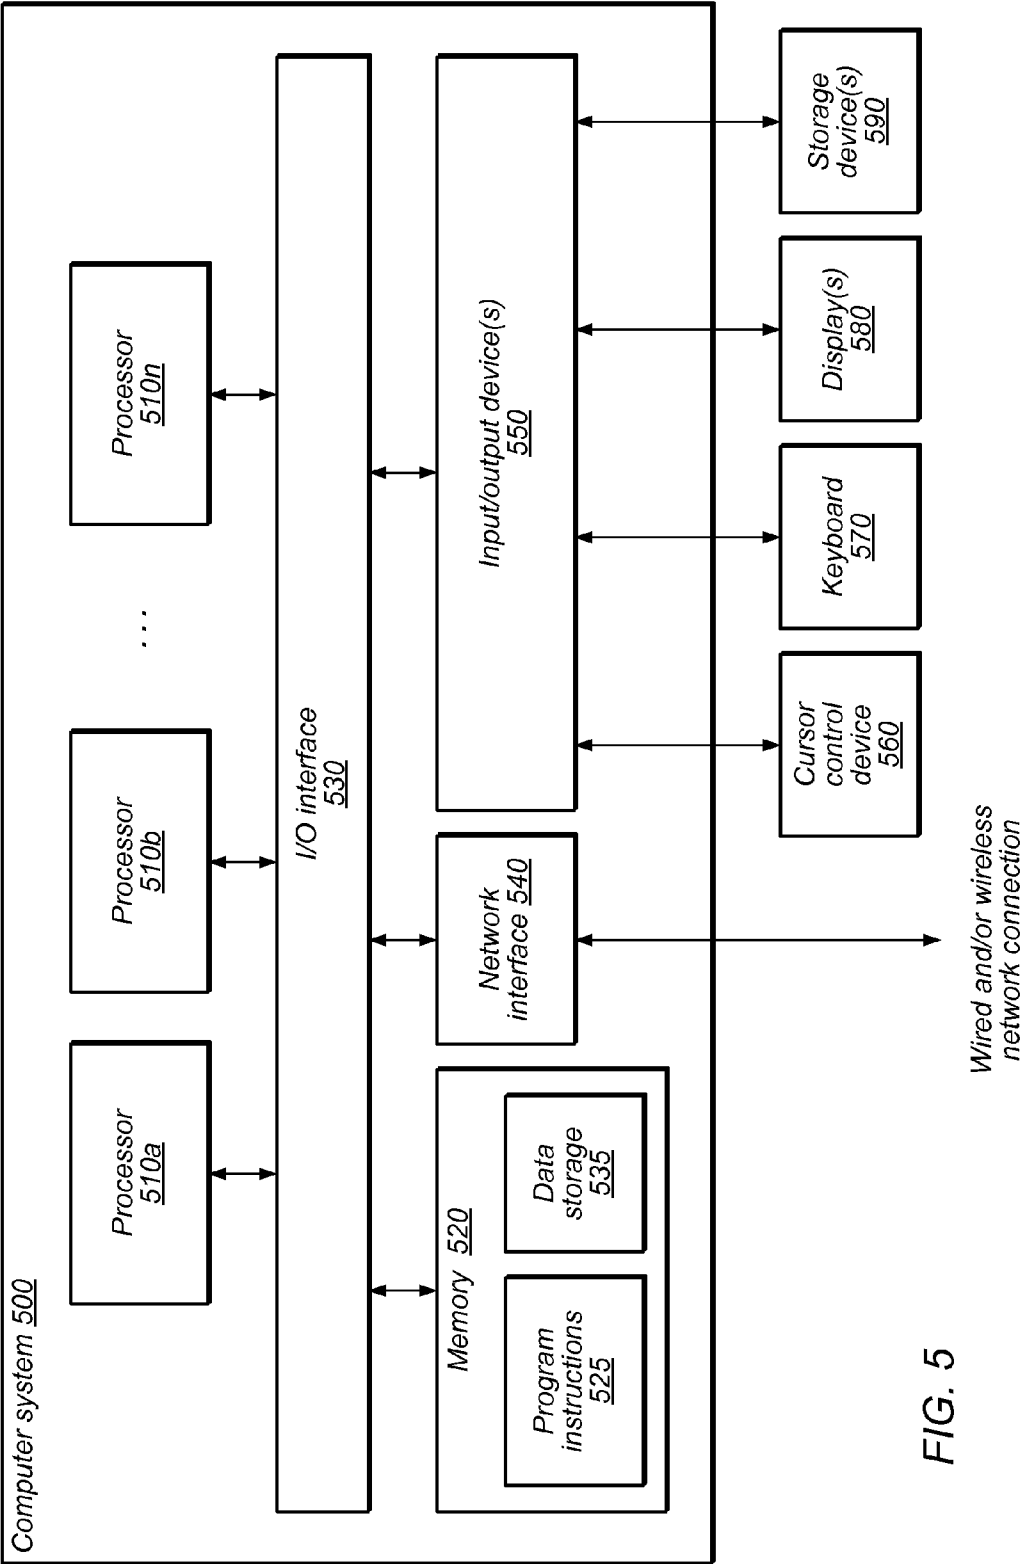 Computer system 500
Processor
510a
Processor
510b
...
Processor
510n
I/O interface
530
Memory 520
Program
instructions
525
Data
storage
535
Network
interface 540
Input/output device(s)
550
Cursor
control
device
560
Keyboard
570
Display(s)
580
Storage
device(s)
590
Wired and/or wireless
network connection
FIG. 5